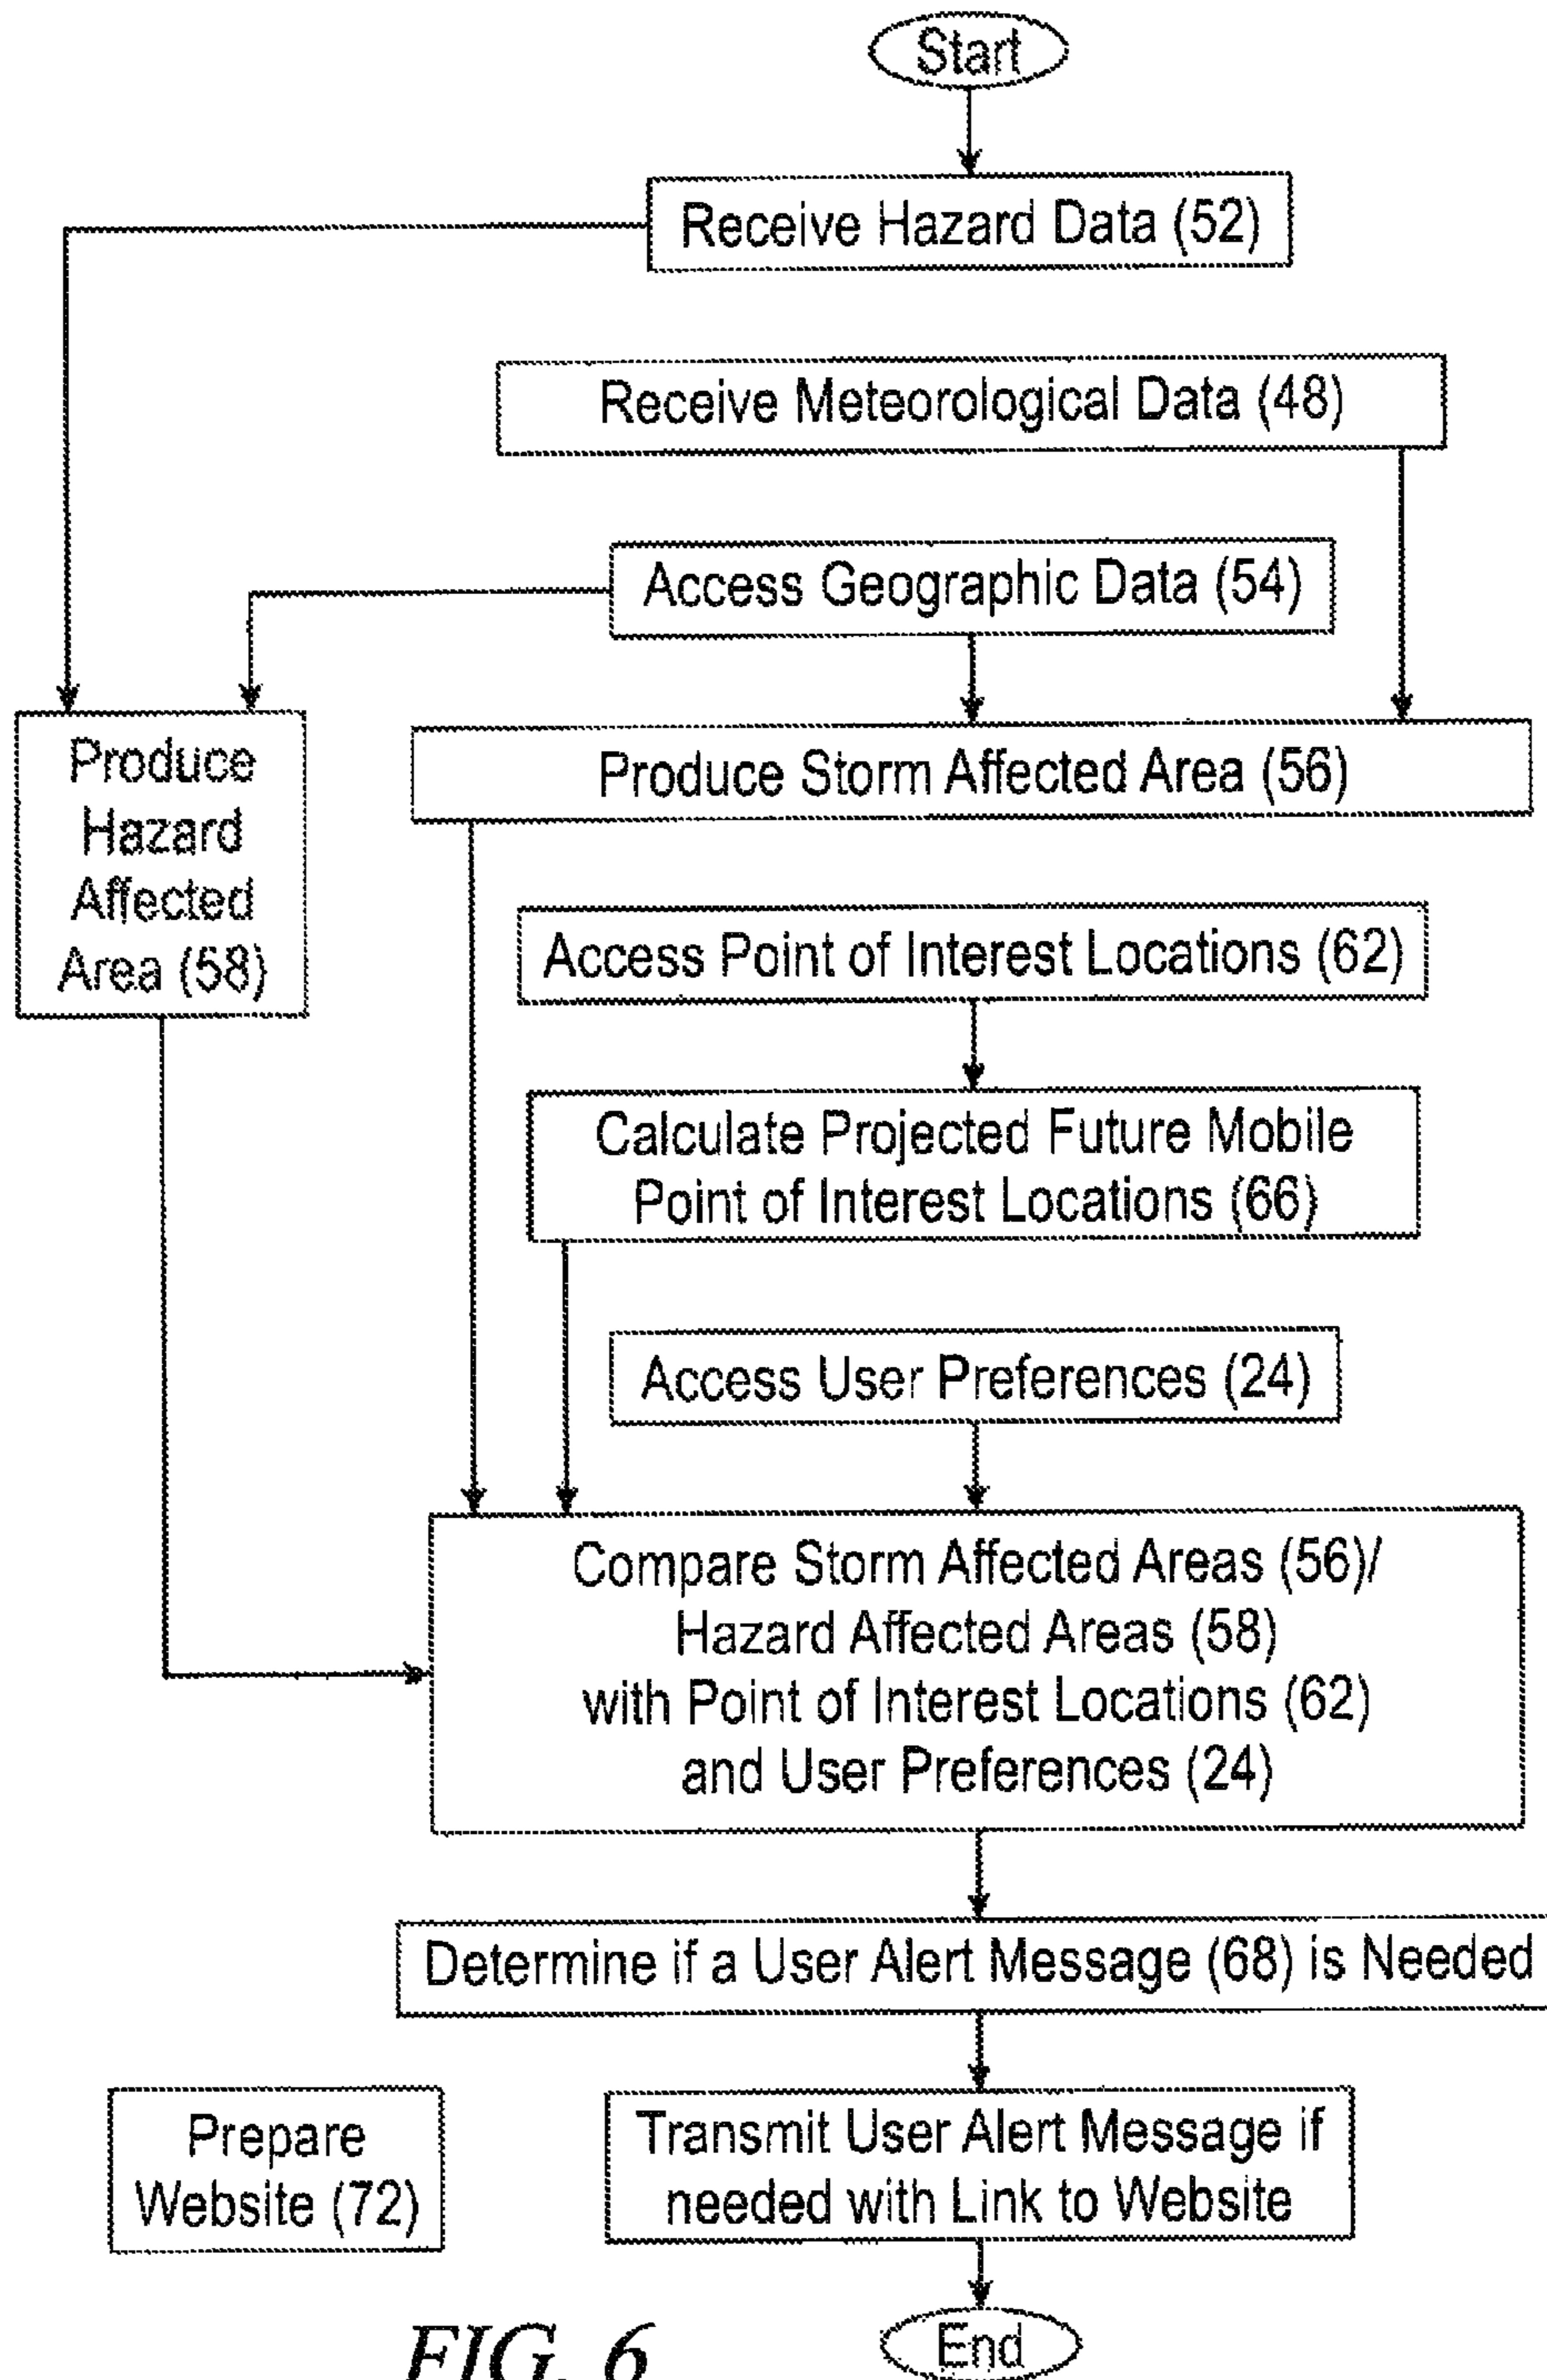 Start
Receive Hazard Data (52)
Receive Meteorological Data (48)
Access Geographic Data (54)
Produce
Hazard
Affected
Area (58)
Produce Storm Affected Area (56)
Access Point of Interest Locations (62)
Calculate Projected Future Mobile
Point of Interest Locations (66)
Access User Preferences (24)
Compare Storm Affected Areas (56)/
Hazard Affected Areas (58)
with Point of Interest Locations (62)
and User Preferences (24)
Determine if a User Alert Message (68) is Needed
Prepare
Website (72)
Transmit User Alert Message if
needed with Link to Website
End
FIG. 6